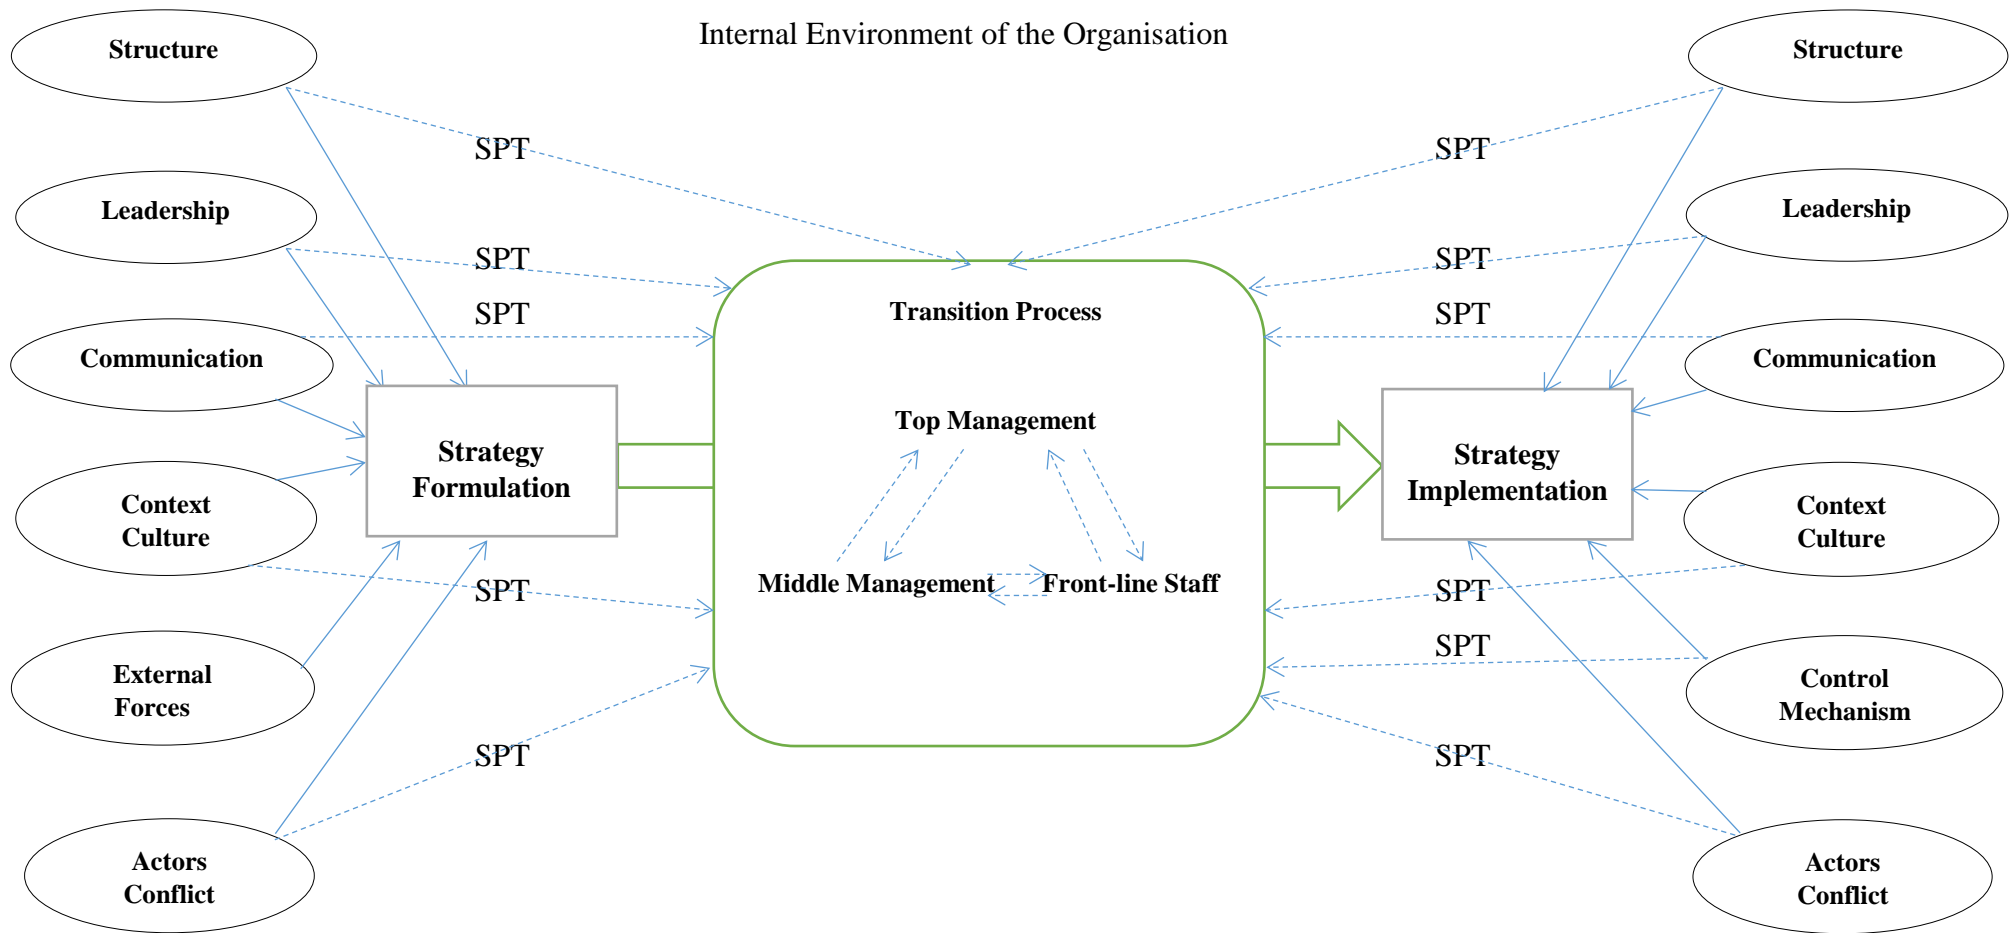 Internal Environment of the Organisation
Structure
Structure
SPT
SPT
Leadership
Leadership
SPT
SPT
SPT
Transition Process
SPT
Communication
Communication
Top Management
Strategy
Formulation
Strategy
Implementation
Context
Culture
Context
Culture
SPT
Middle Management
Front-line Staff
SPT
SPT
External
Forces
Control
Mechanism
SPT
SPT
Actors
Conflict
Actors
Conflict